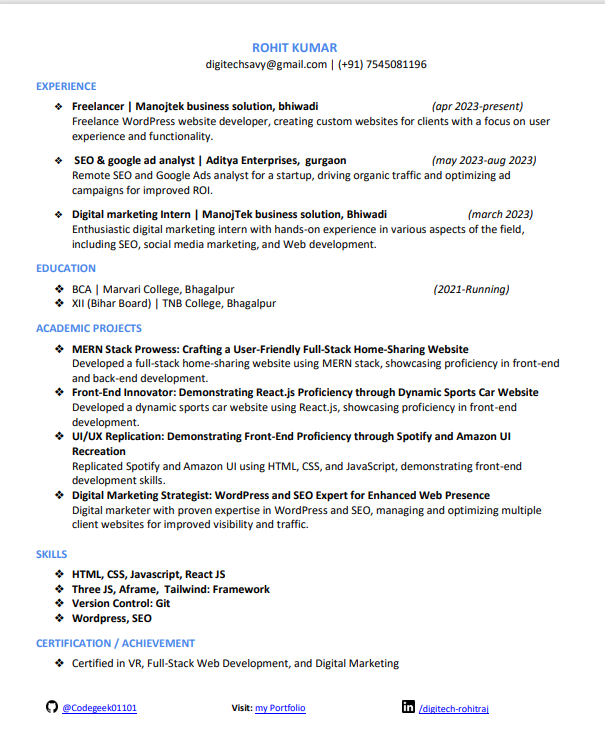 ROHIT KUMAR
digitechsavy@gmail.com | (+91) 7545081196
EXPERIENCE
❖ Freelancer | Manojtek business solution, bhiwadi (apr 2023-present)
Freelance WordPress website developer, creating custom websites for clients with a focus on user
experience and functionality.
❖ SEO & google ad analyst | Aditya Enterprises, gurgaon (may 2023-aug 2023)
Remote SEO and Google Ads analyst for a startup, driving organic traffic and optimizing ad
campaigns for improved ROI.
❖ Digital marketing Intern | ManojTek business solution, Bhiwadi (march 2023)
Enthusiastic digital marketing intern with hands-on experience in various aspects of the field,
including SEO, social media marketing, and Web development.
EDUCATION
❖ BCA | Marvari College, Bhagalpur (2021-Running)
❖ XII (Bihar Board) | TNB College, Bhagalpur
ACADEMIC PROJECTS
❖ MERN Stack Prowess: Crafting a User-Friendly Full-Stack Home-Sharing Website
Developed a full-stack home-sharing website using MERN stack, showcasing proficiency in front-end
and back-end development.
❖ Front-End Innovator: Demonstrating React.js Proficiency through Dynamic Sports Car Website
Developed a dynamic sports car website using React.js, showcasing proficiency in front-end
development.
❖ UI/UX Replication: Demonstrating Front-End Proficiency through Spotify and Amazon UI
Recreation
Replicated Spotify and Amazon UI using HTML, CSS, and JavaScript, demonstrating front-end
development skills.
❖ Digital Marketing Strategist: WordPress and SEO Expert for Enhanced Web Presence
Digital marketer with proven expertise in WordPress and SEO, managing and optimizing multiple
client websites for improved visibility and traffic.
SKILLS
❖ HTML, CSS, Javascript, React JS
❖ Three JS, Aframe, Tailwind: Framework
❖ Version Control: Git
❖ Wordpress, SEO
CERTIFICATION / ACHIEVEMENT
❖ Certified in VR, Full-Stack Web Development, and Digital Marketing
@Codegeek01101 Visit: my Portfolio /digitech-rohitraj